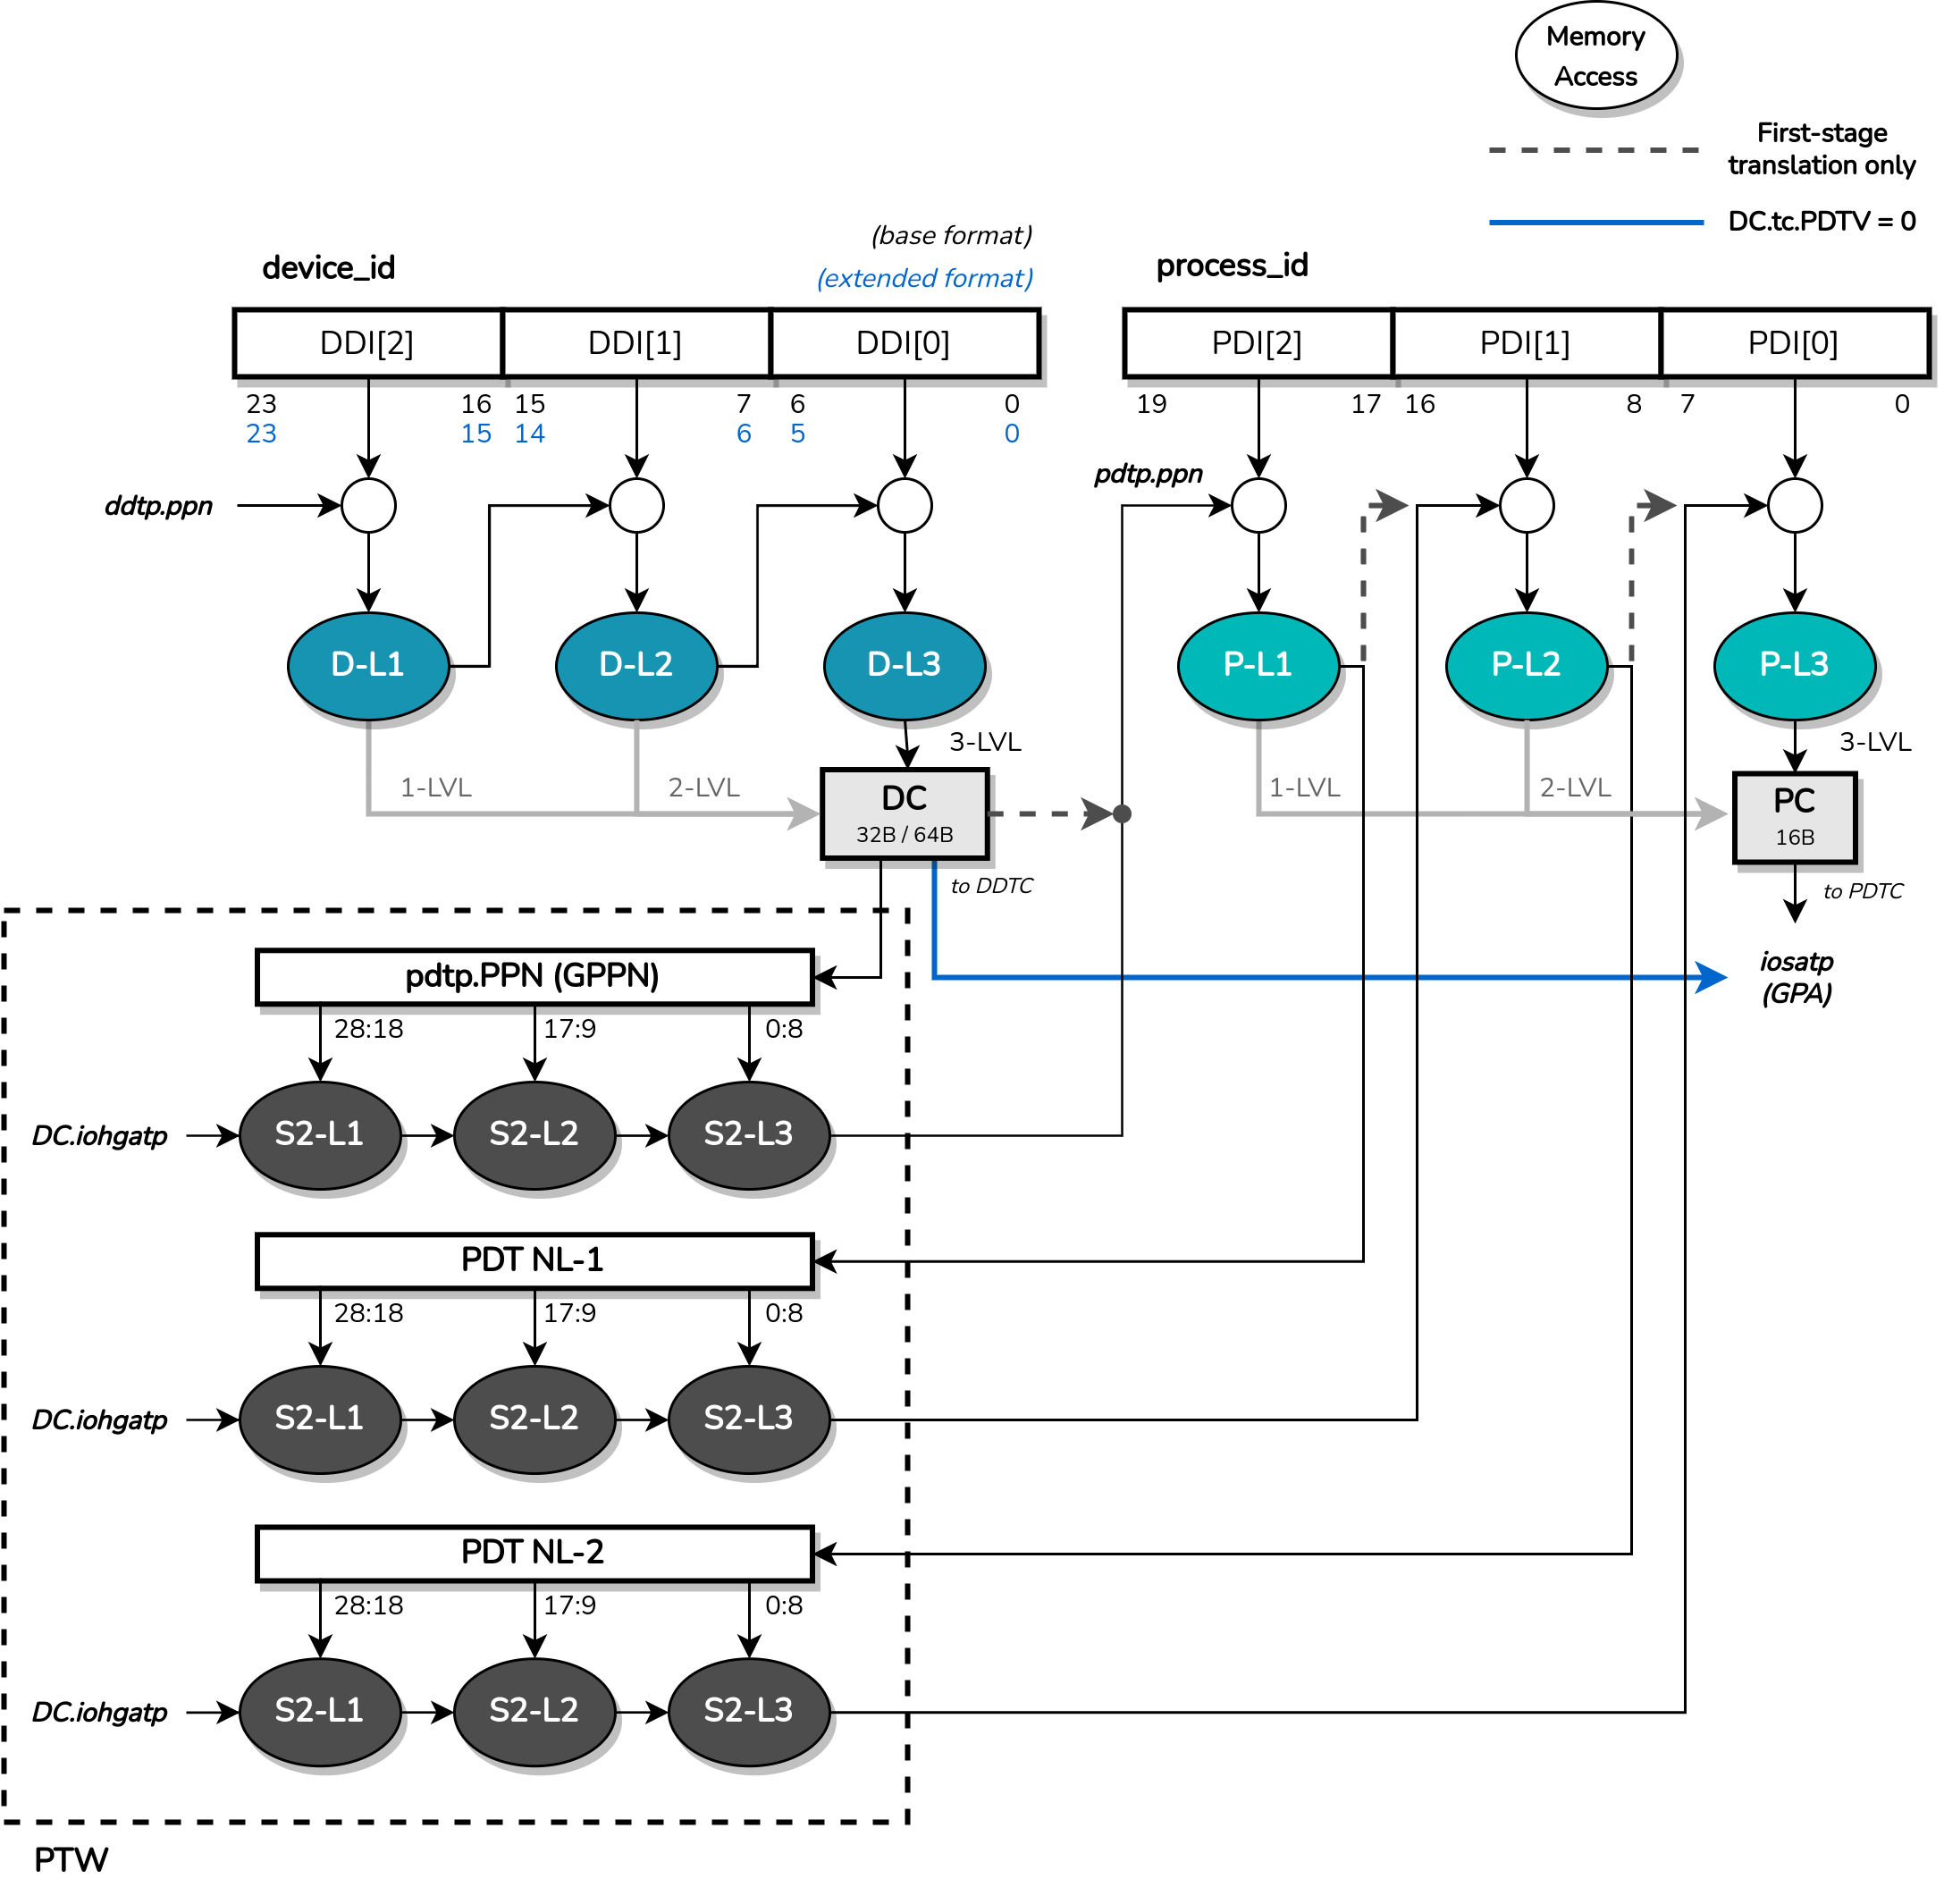 Memory
Access
First-stage
translation only
DC.tc.PDTV = 0
(base format)
(extended format)
device_id
process_id
DDI[2] DDI[1] DDI[0]
PDI[2] PDI[1] PDI[0]
23 16 15 7 6 0
23 15 14 6 5 0
19 17 16 8 7 0
ddtp.ppn
pdtp.ppn
D-L1 D-L2 D-L3
P-L1 P-L2 P-L3
3-LVL
3-LVL
1-LVL 2-LVL
1-LVL 2-LVL
DC
32B / 64B
PC
16B
to DDTC
to PDTC
iosatp
(GPA)
pdtp.PPN (GPPN)
28:18 17:9 0:8
DC.iohgatp S2-L1 S2-L2 S2-L3
PDT NL-1
28:18 17:9 0:8
DC.iohgatp S2-L1 S2-L2 S2-L3
PDT NL-2
28:18 17:9 0:8
DC.iohgatp S2-L1 S2-L2 S2-L3
PTW